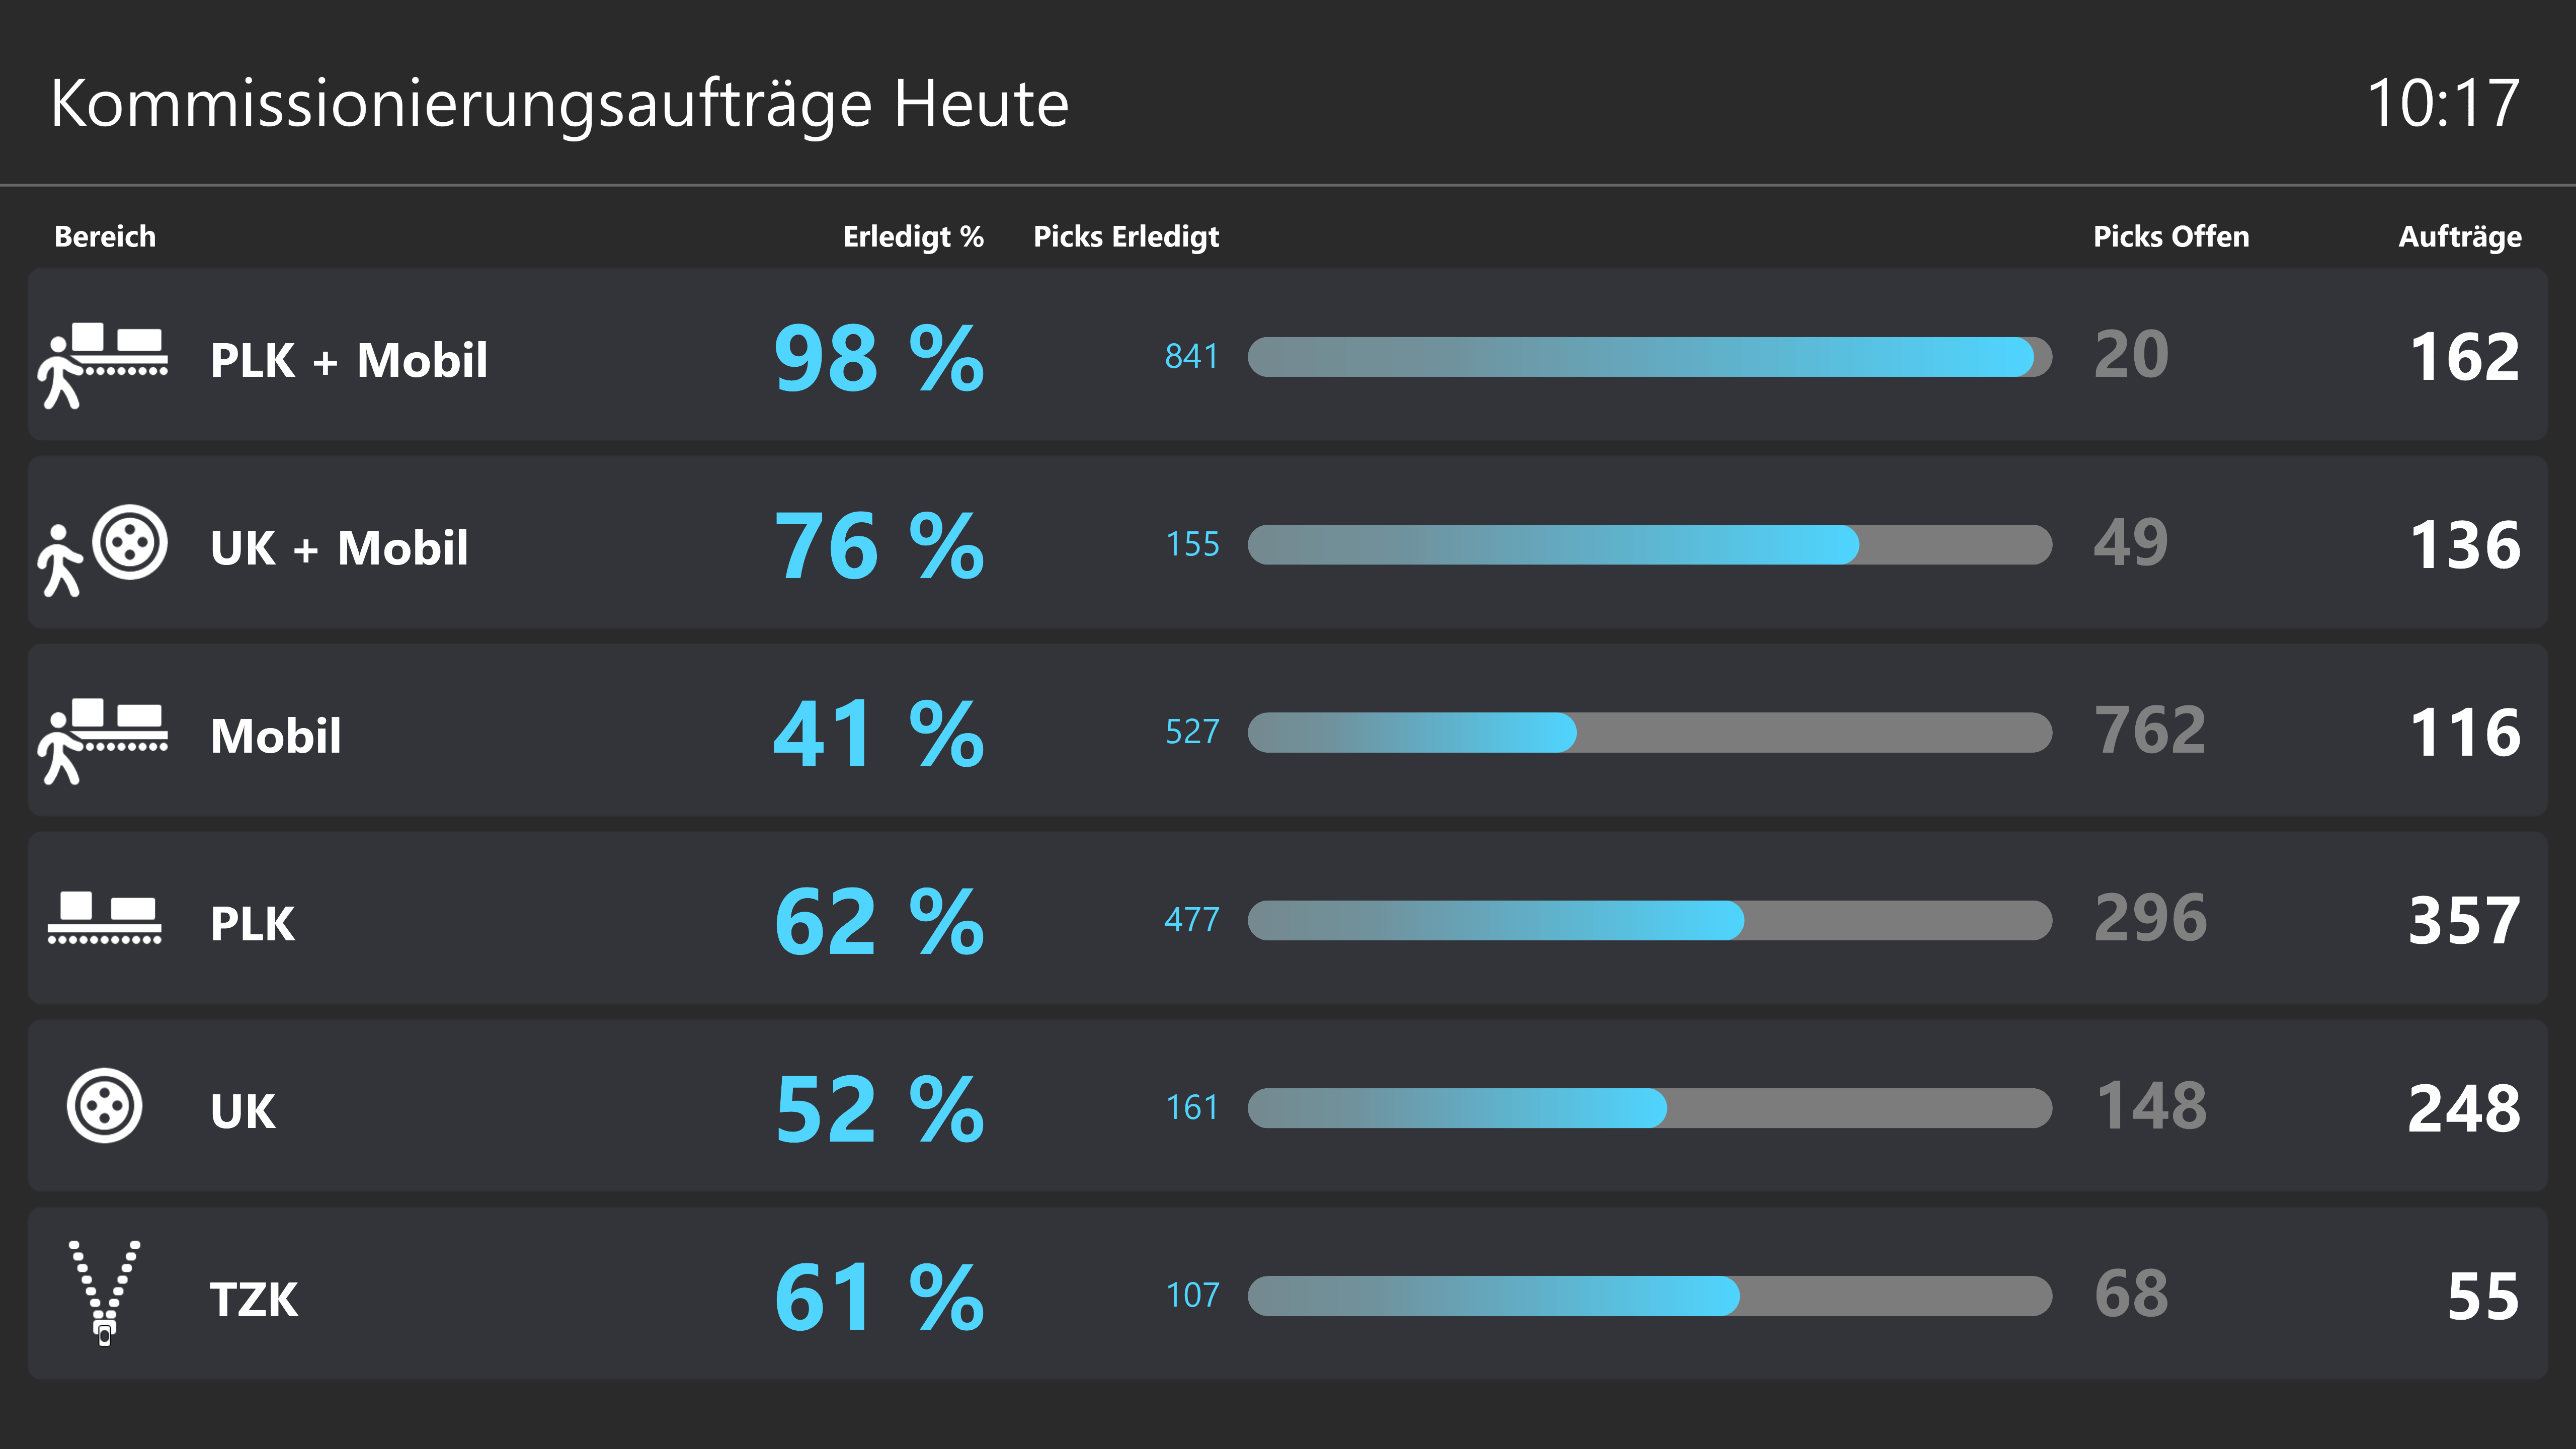 Kommissionierungsaufträge Heute 10:17
Bereich Erledigt % Picks Erledigt Picks Offen Aufträge
PLK + Mobil 98 % 841 20 162
UK + Mobil 76 % 155 49 136
Mobil 41 % 527 762 116
PLK 62 % 477 296 357
UK 52 % 161 148 248
TZK 61 % 107 68 55